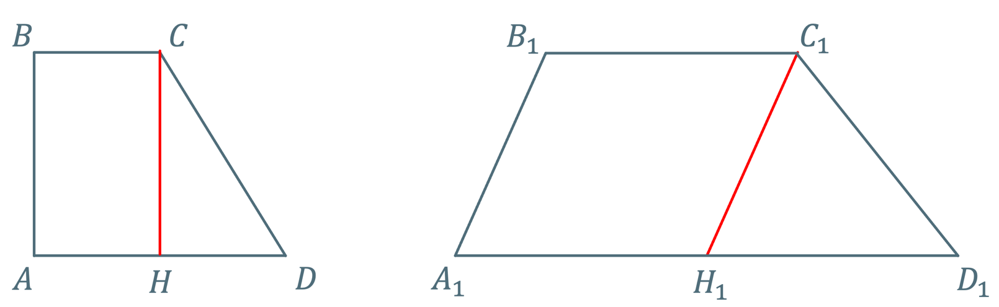 B C
A H D
B₁ C₁
A₁ H₁ D₁